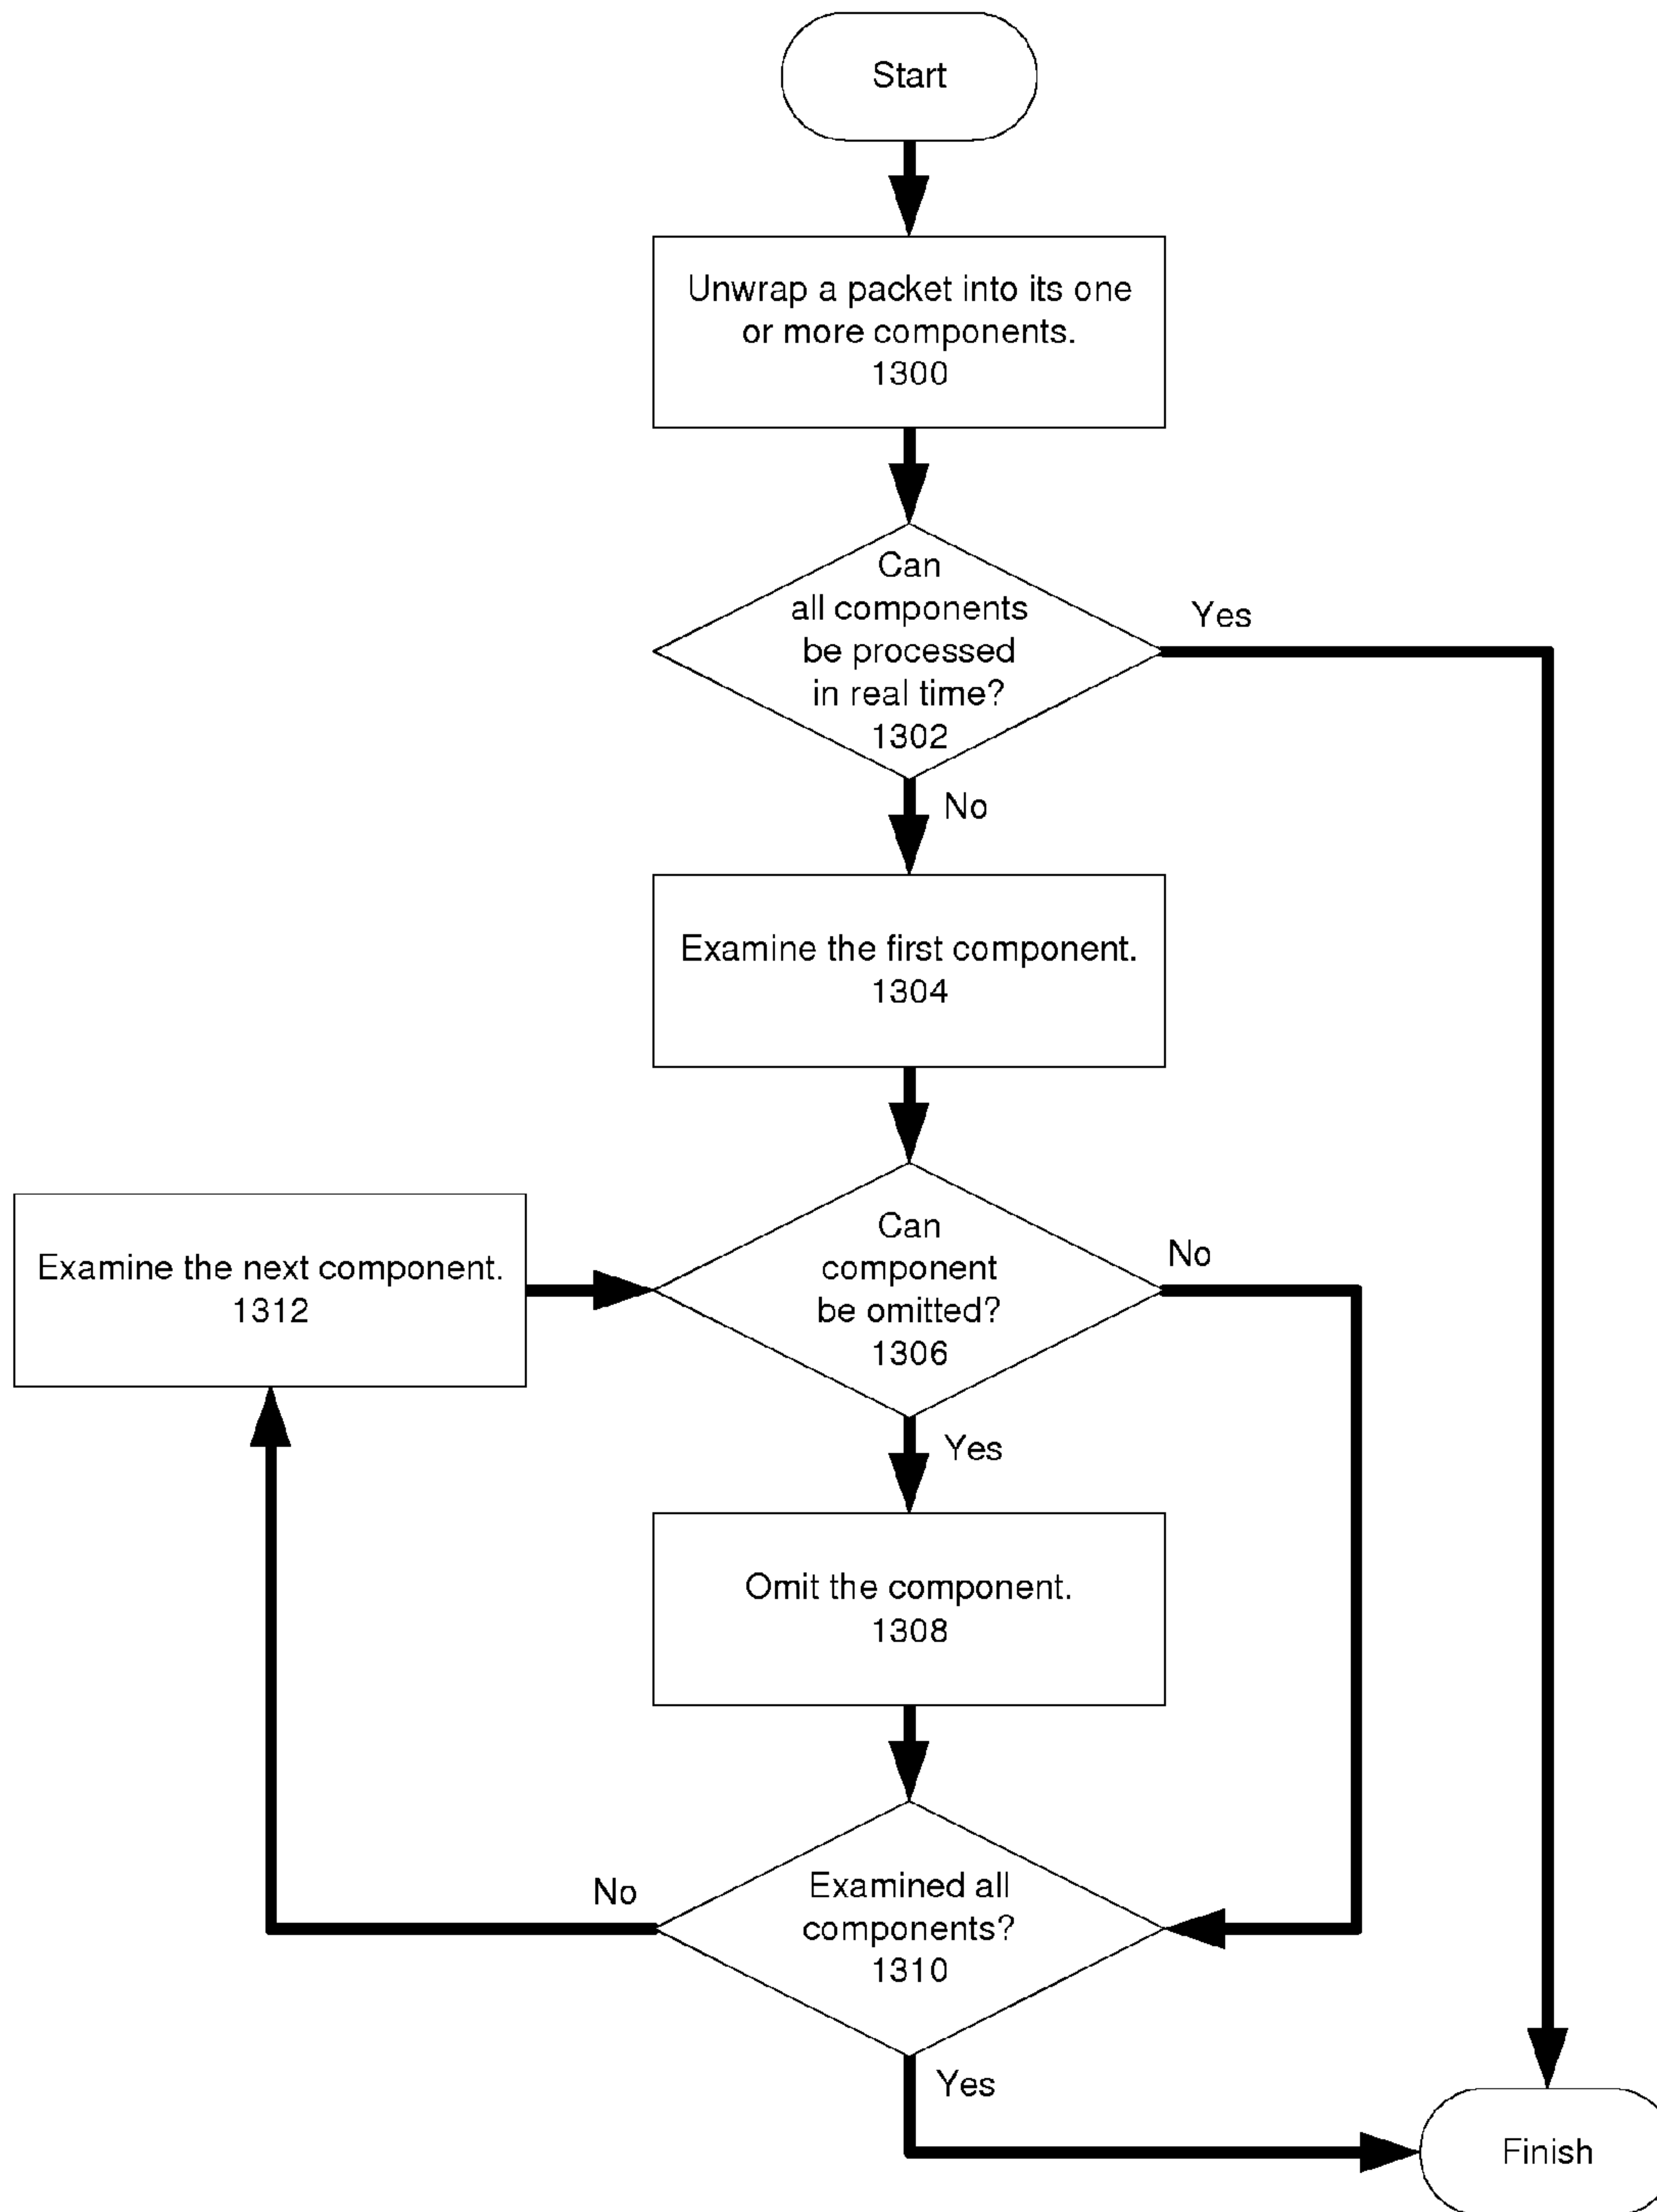 Start
Unwrap a packet into its one
or more components.
1300
Can
all components
be processed
in real time?
1302
Yes
No
Examine the first component.
1304
Examine the next component.
1312
Can
component
be omitted?
1306
No
Yes
Omit the component.
1308
No
Examined all
components?
1310
Yes
Finish